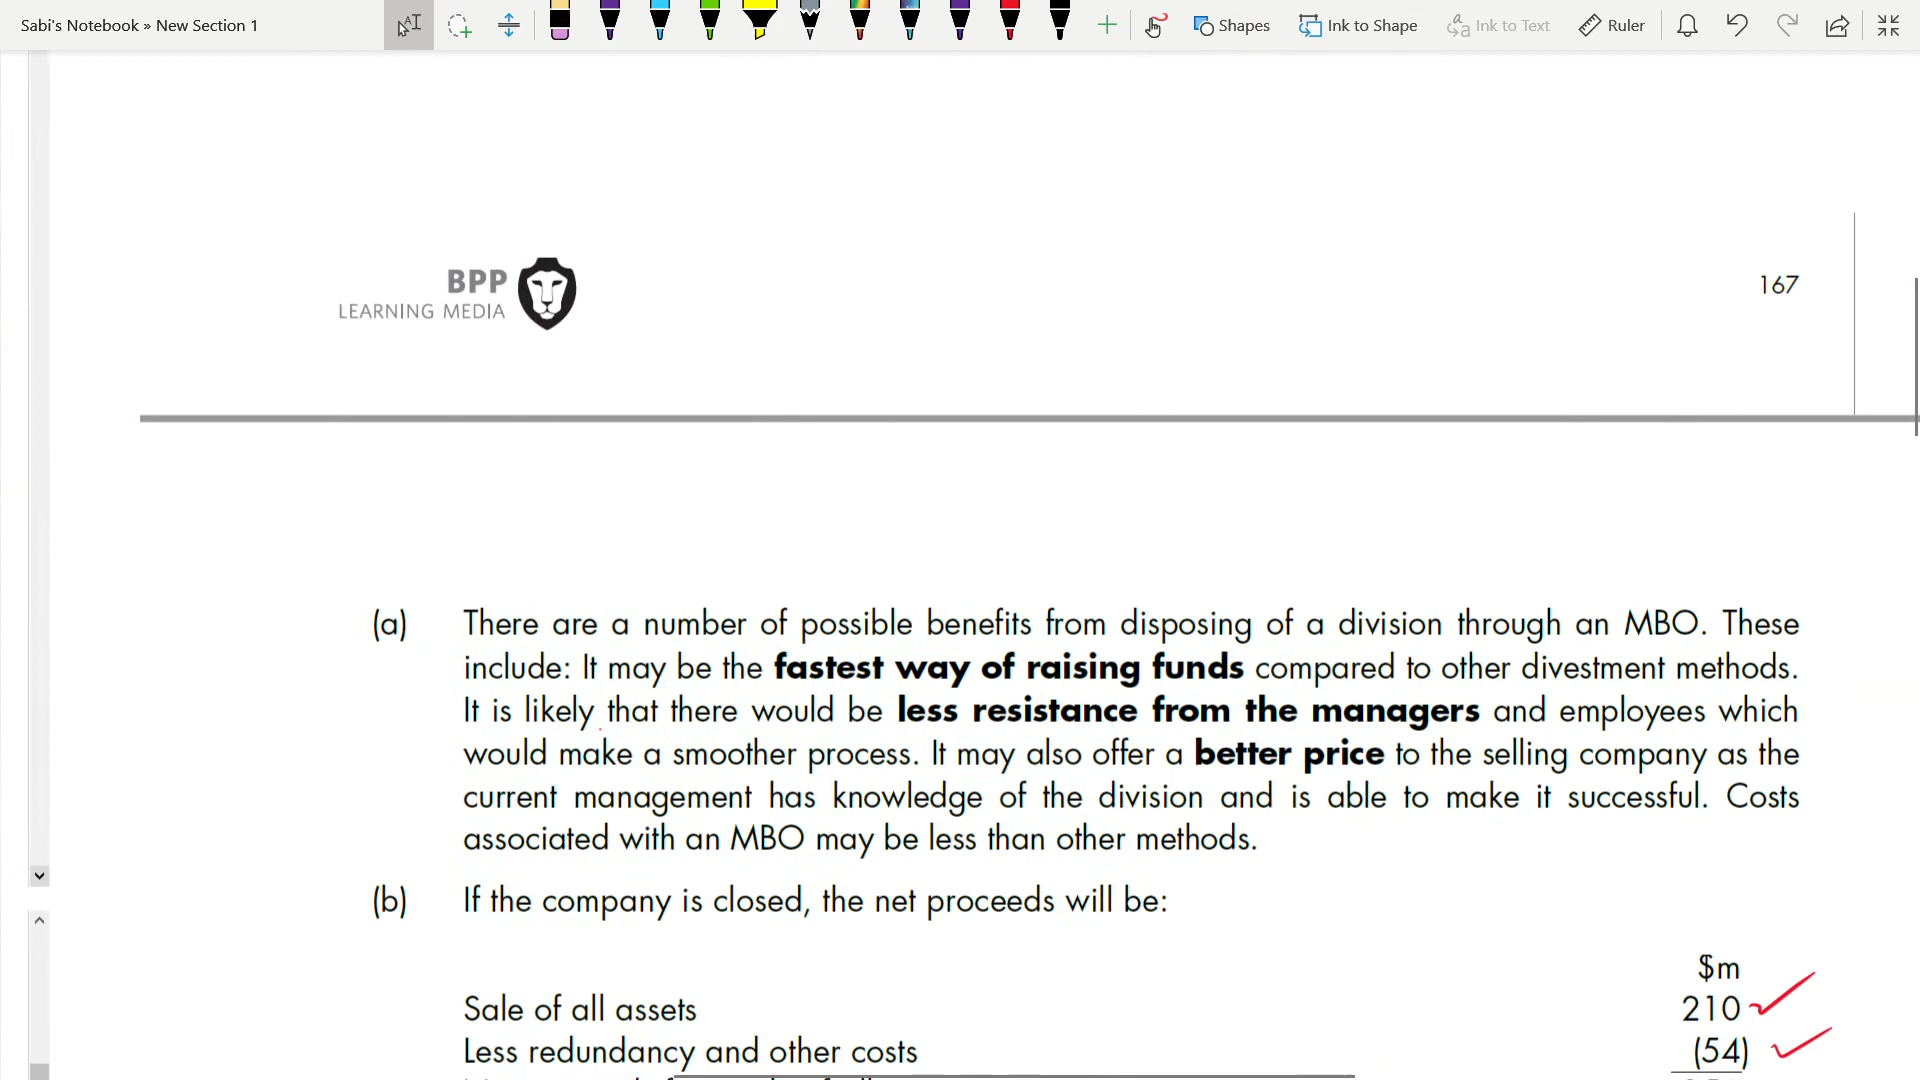 Sabi's Notebook » New Section 1
Shapes
Ink to Shape
Ink to Text
Ruler
BPP
LEARNING MEDIA
167
(a) There are a number of possible benefits from disposing of a division through an MBO. These
include: It may be the fastest way of raising funds compared to other divestment methods.
It is likely that there would be less resistance from the managers and employees which
would make a smoother process. It may also offer a better price to the selling company as the
current management has knowledge of the division and is able to make it successful. Costs
associated with an MBO may be less than other methods.
(b) If the company is closed, the net proceeds will be:
$m
Sale of all assets 210
Less redundancy and other costs (54)